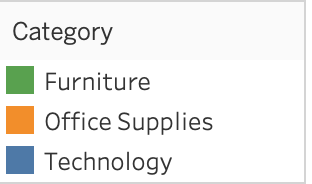 Category
Furniture
Office Supplies
Technology